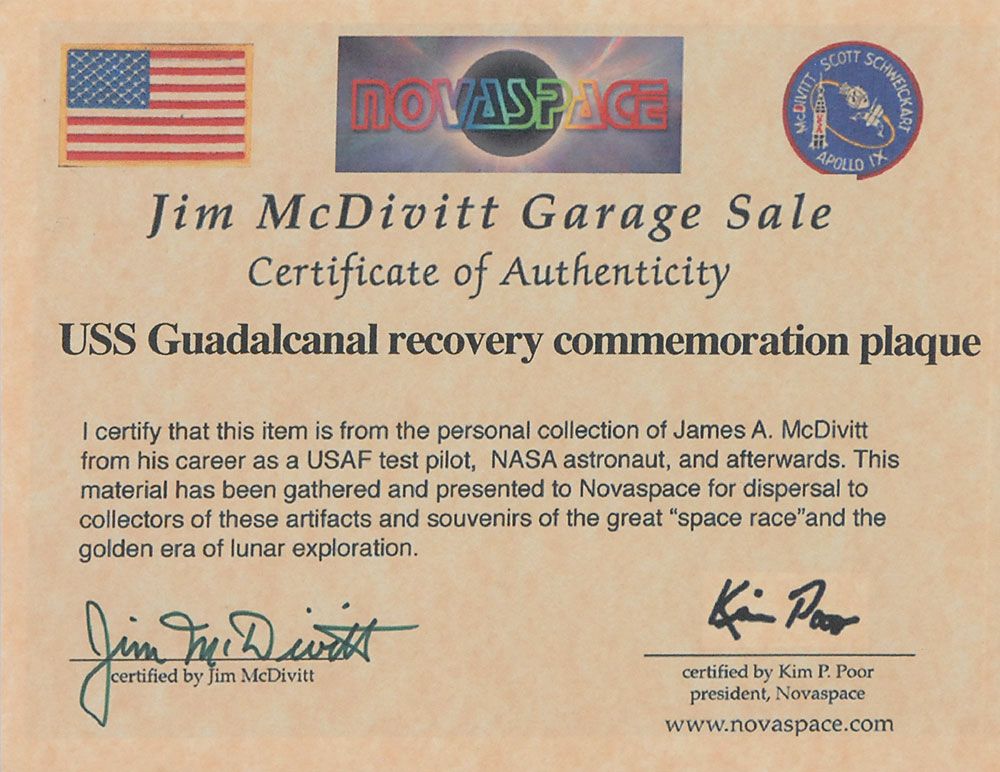 NOVASPACE
McDIVITT · SCOTT SCHWEICKART
USA
APOLLO IX
Jim McDivitt Garage Sale
Certificate of Authenticity
USS Guadalcanal recovery commemoration plaque
I certify that this item is from the personal collection of James A. McDivitt
from his career as a USAF test pilot,  NASA astronaut, and afterwards. This
material has been gathered and presented to Novaspace for dispersal to
collectors of these artifacts and souvenirs of the great “space race”and the
golden era of lunar exploration.
Jim McDivitt
Kim Poor
certified by Jim McDivitt
certified by Kim P. Poor
president, Novaspace
www.novaspace.com